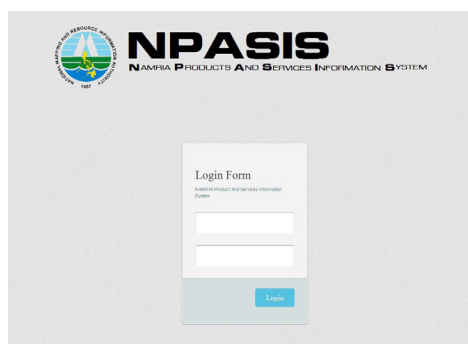 NATIONAL MAPPING AND RESOURCE INFORMATION AUTHORITY
1987
NPASIS
NAMRIA PRODUCTS AND SERVICES INFORMATION SYSTEM
Login Form
NAMRIA Product And Services Information
System
Login